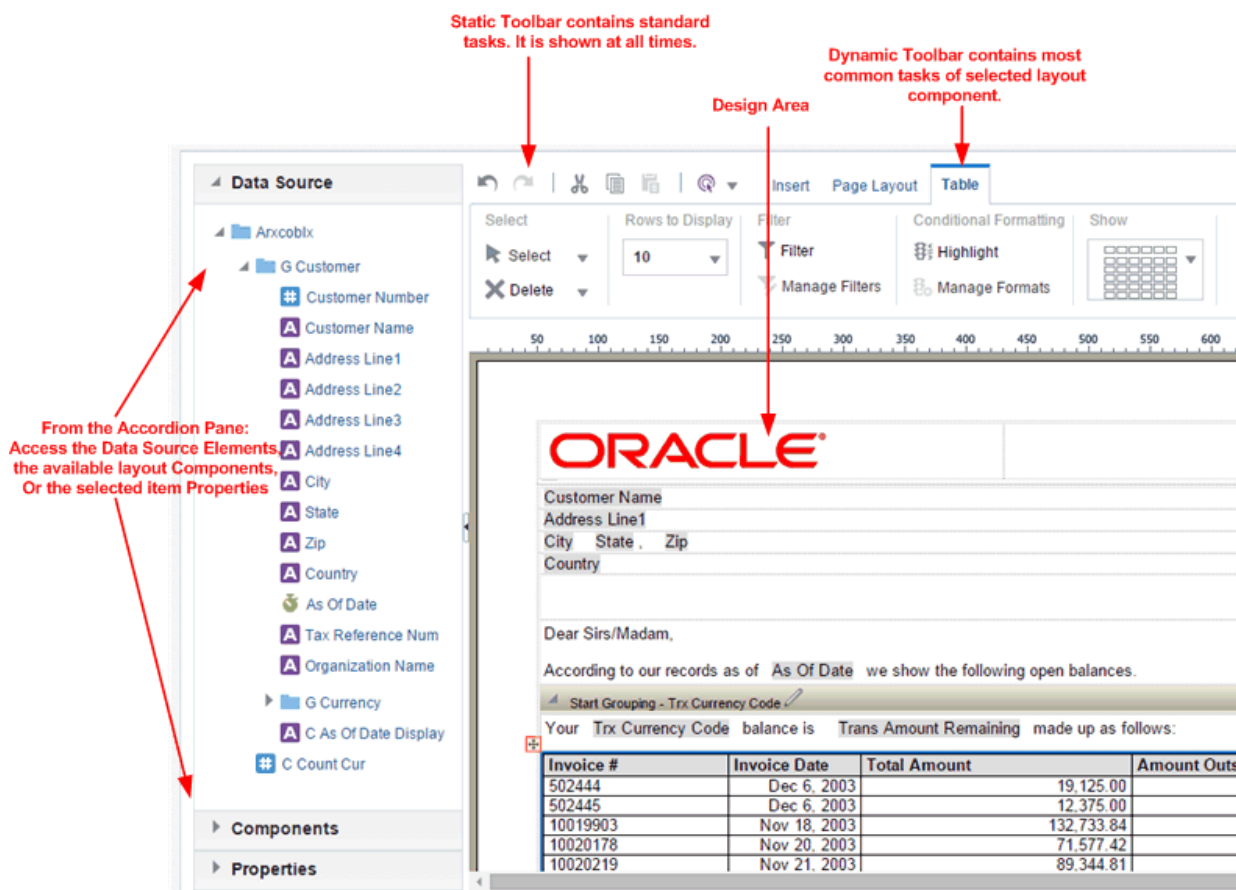 Static Toolbar contains standard
tasks. It is shown at all times.
Dynamic Toolbar contains most
common tasks of selected layout
component.
Design Area
Data Source
Insert Page Layout Table
Select Rows to Display Filter Conditional Formatting Show
Select 10 Filter Highlight
Delete Manage Filters Manage Formats
50 100 150 200 250 300 350 400 450 500 550 600
Arxcoblx
G Customer
Customer Number
Customer Name
Address Line1
Address Line2
Address Line3
Address Line4
City
State
Zip
Country
As Of Date
Tax Reference Num
Organization Name
G Currency
C As Of Date Display
C Count Cur
Components
Properties
From the Accordion Pane:
Access the Data Source Elements,
the available layout Components,
Or the selected item Properties
ORACLE®
Customer Name
Address Line1
City State , Zip
Country
Dear Sirs/Madam,
According to our records as of As Of Date we show the following open balances.
Start Grouping - Trx Currency Code
Your Trx Currency Code balance is Trans Amount Remaining made up as follows:
Invoice # Invoice Date Total Amount Amount Outs
502444 Dec 6, 2003 19,125.00
502445 Dec 6, 2003 12,375.00
10019903 Nov 18, 2003 132,733.84
10020178 Nov 20, 2003 71,577.42
10020219 Nov 21, 2003 89,344.81